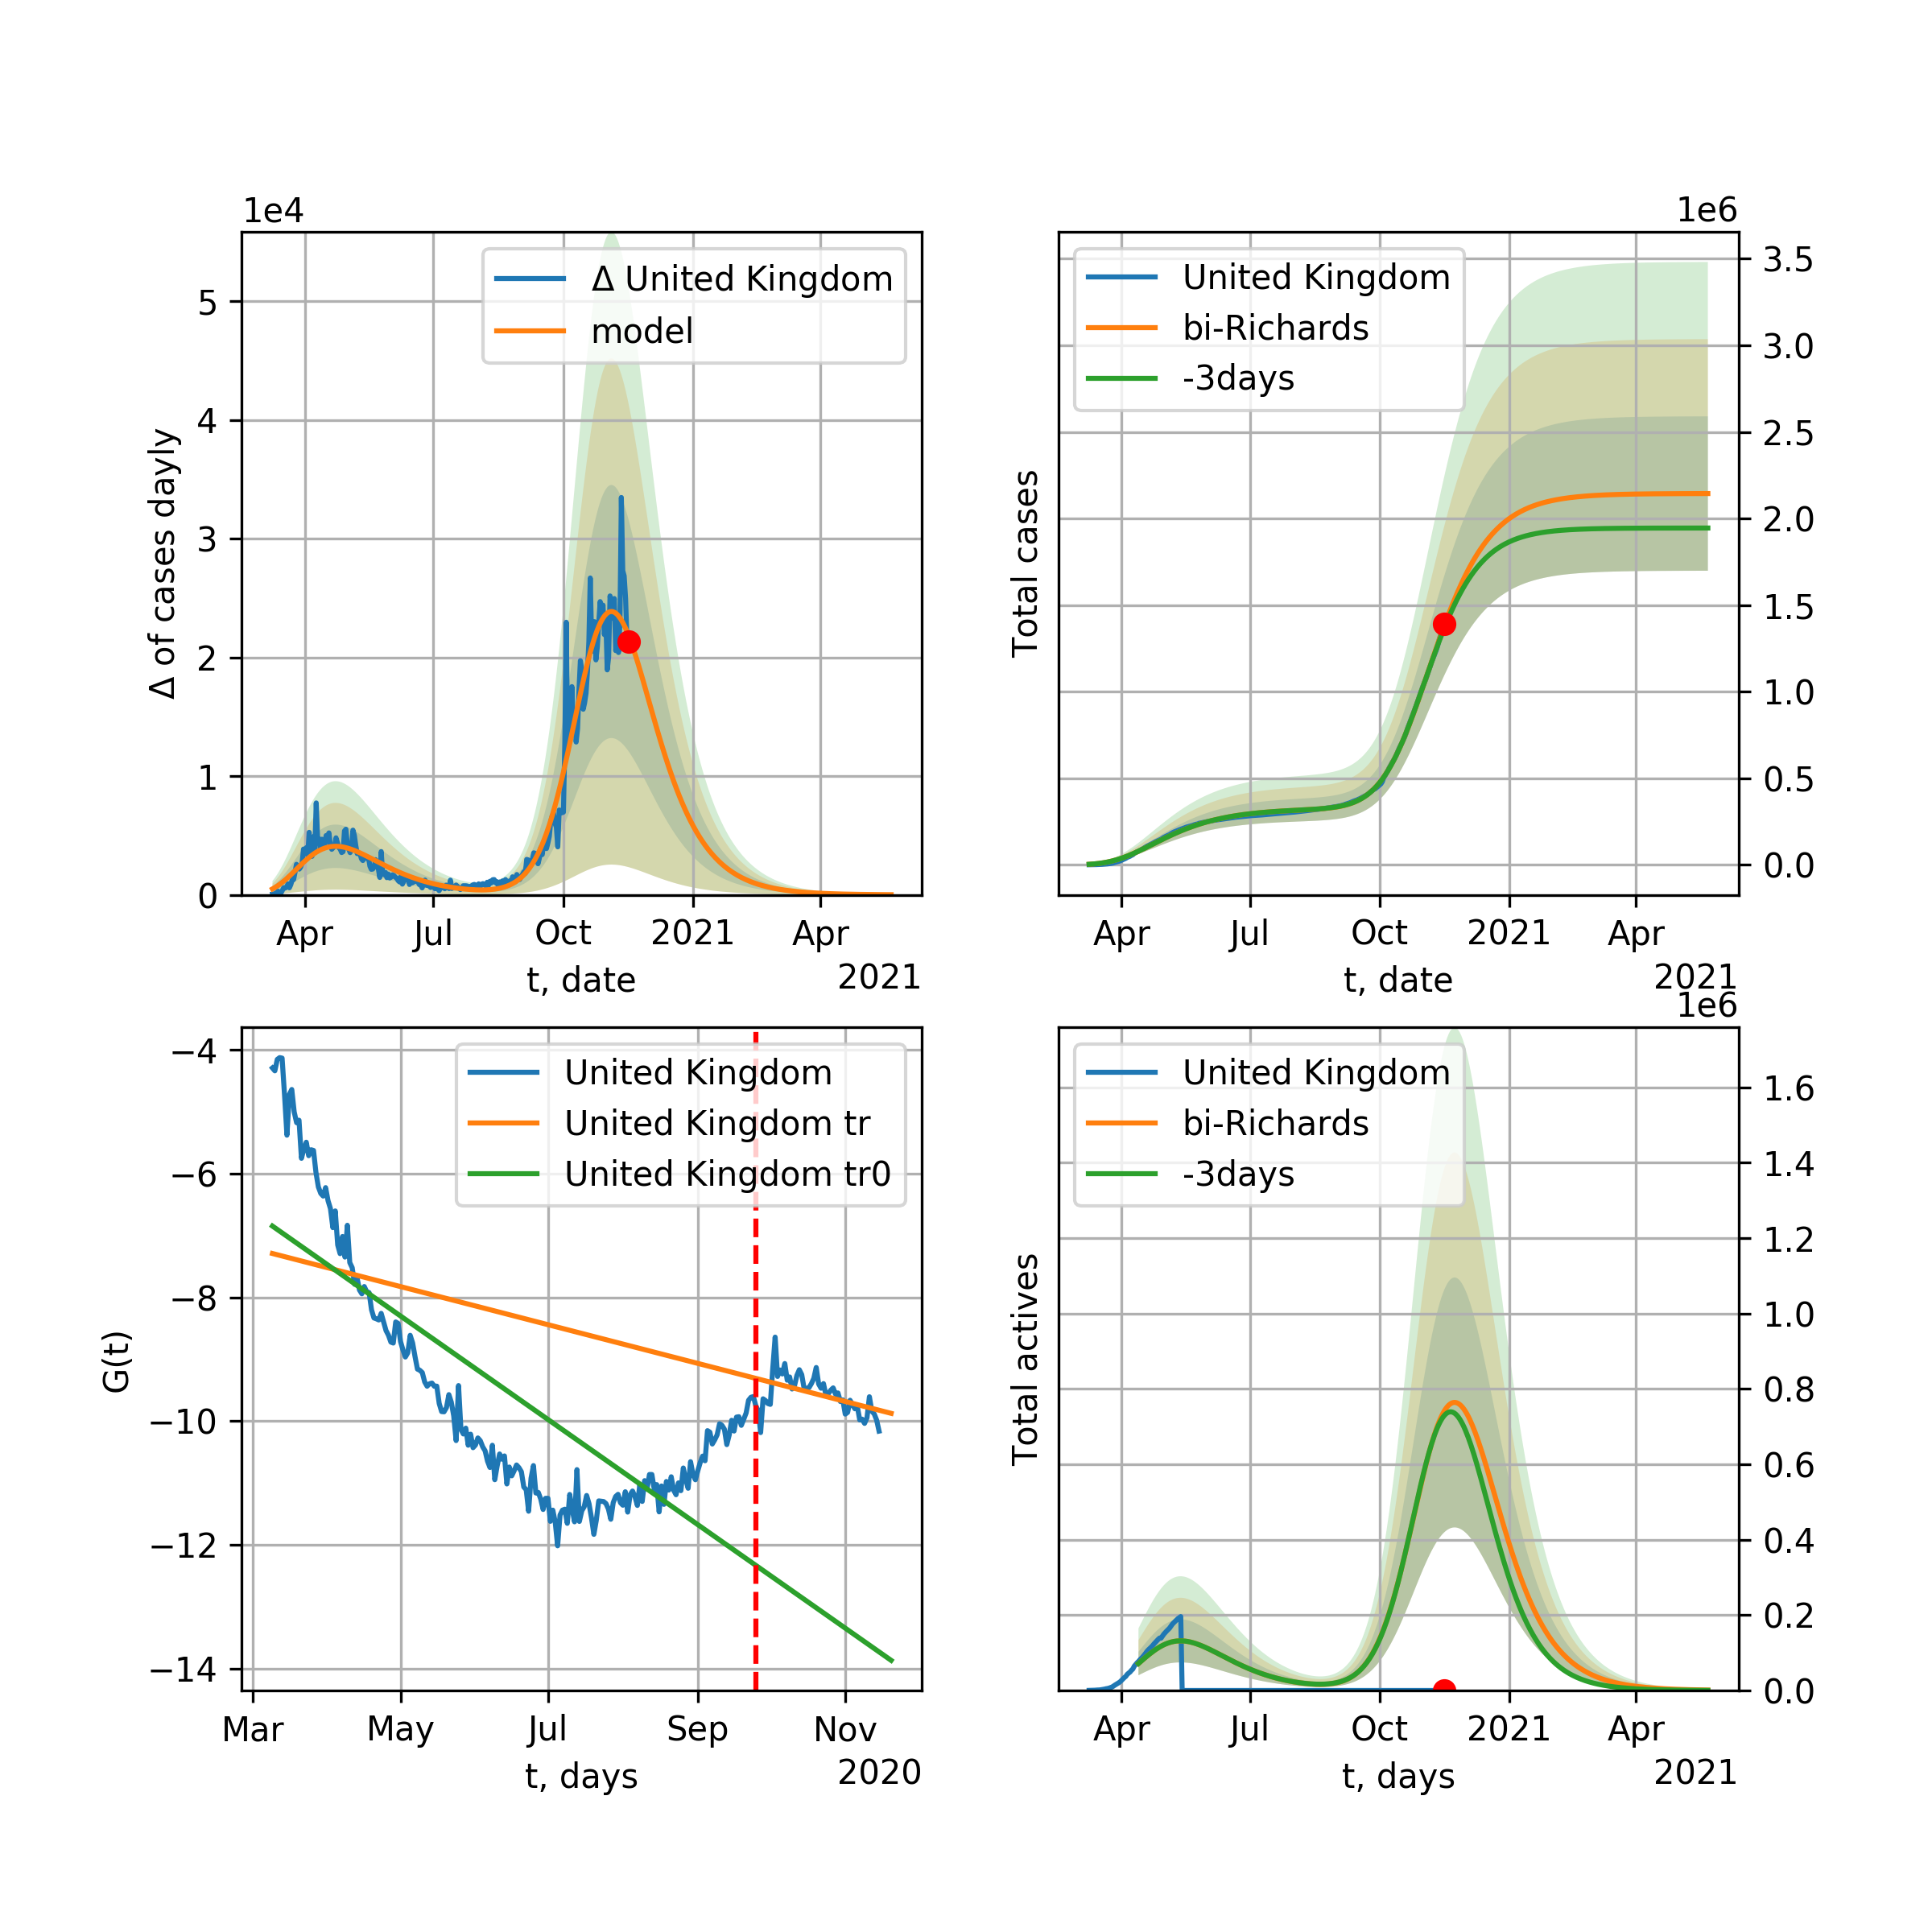 1e4
Δ United Kingdom
model
5
4
3
2
1
0
Δ of cases dayly
Apr Jul Oct 2021 Apr
t, date
2021
1e6
United Kingdom
bi-Richards
-3days
3.5
3.0
2.5
2.0
1.5
1.0
0.5
0.0
Total cases
Apr Jul Oct 2021 Apr
t, date
2021
United Kingdom
United Kingdom tr
United Kingdom tr0
−4
−6
−8
−10
−12
−14
G(t)
Mar May Jul Sep Nov
t, days
2020
1e6
United Kingdom
bi-Richards
-3days
1.6
1.4
1.2
1.0
0.8
0.6
0.4
0.2
0.0
Total actives
Apr Jul Oct 2021 Apr
t, days
2021